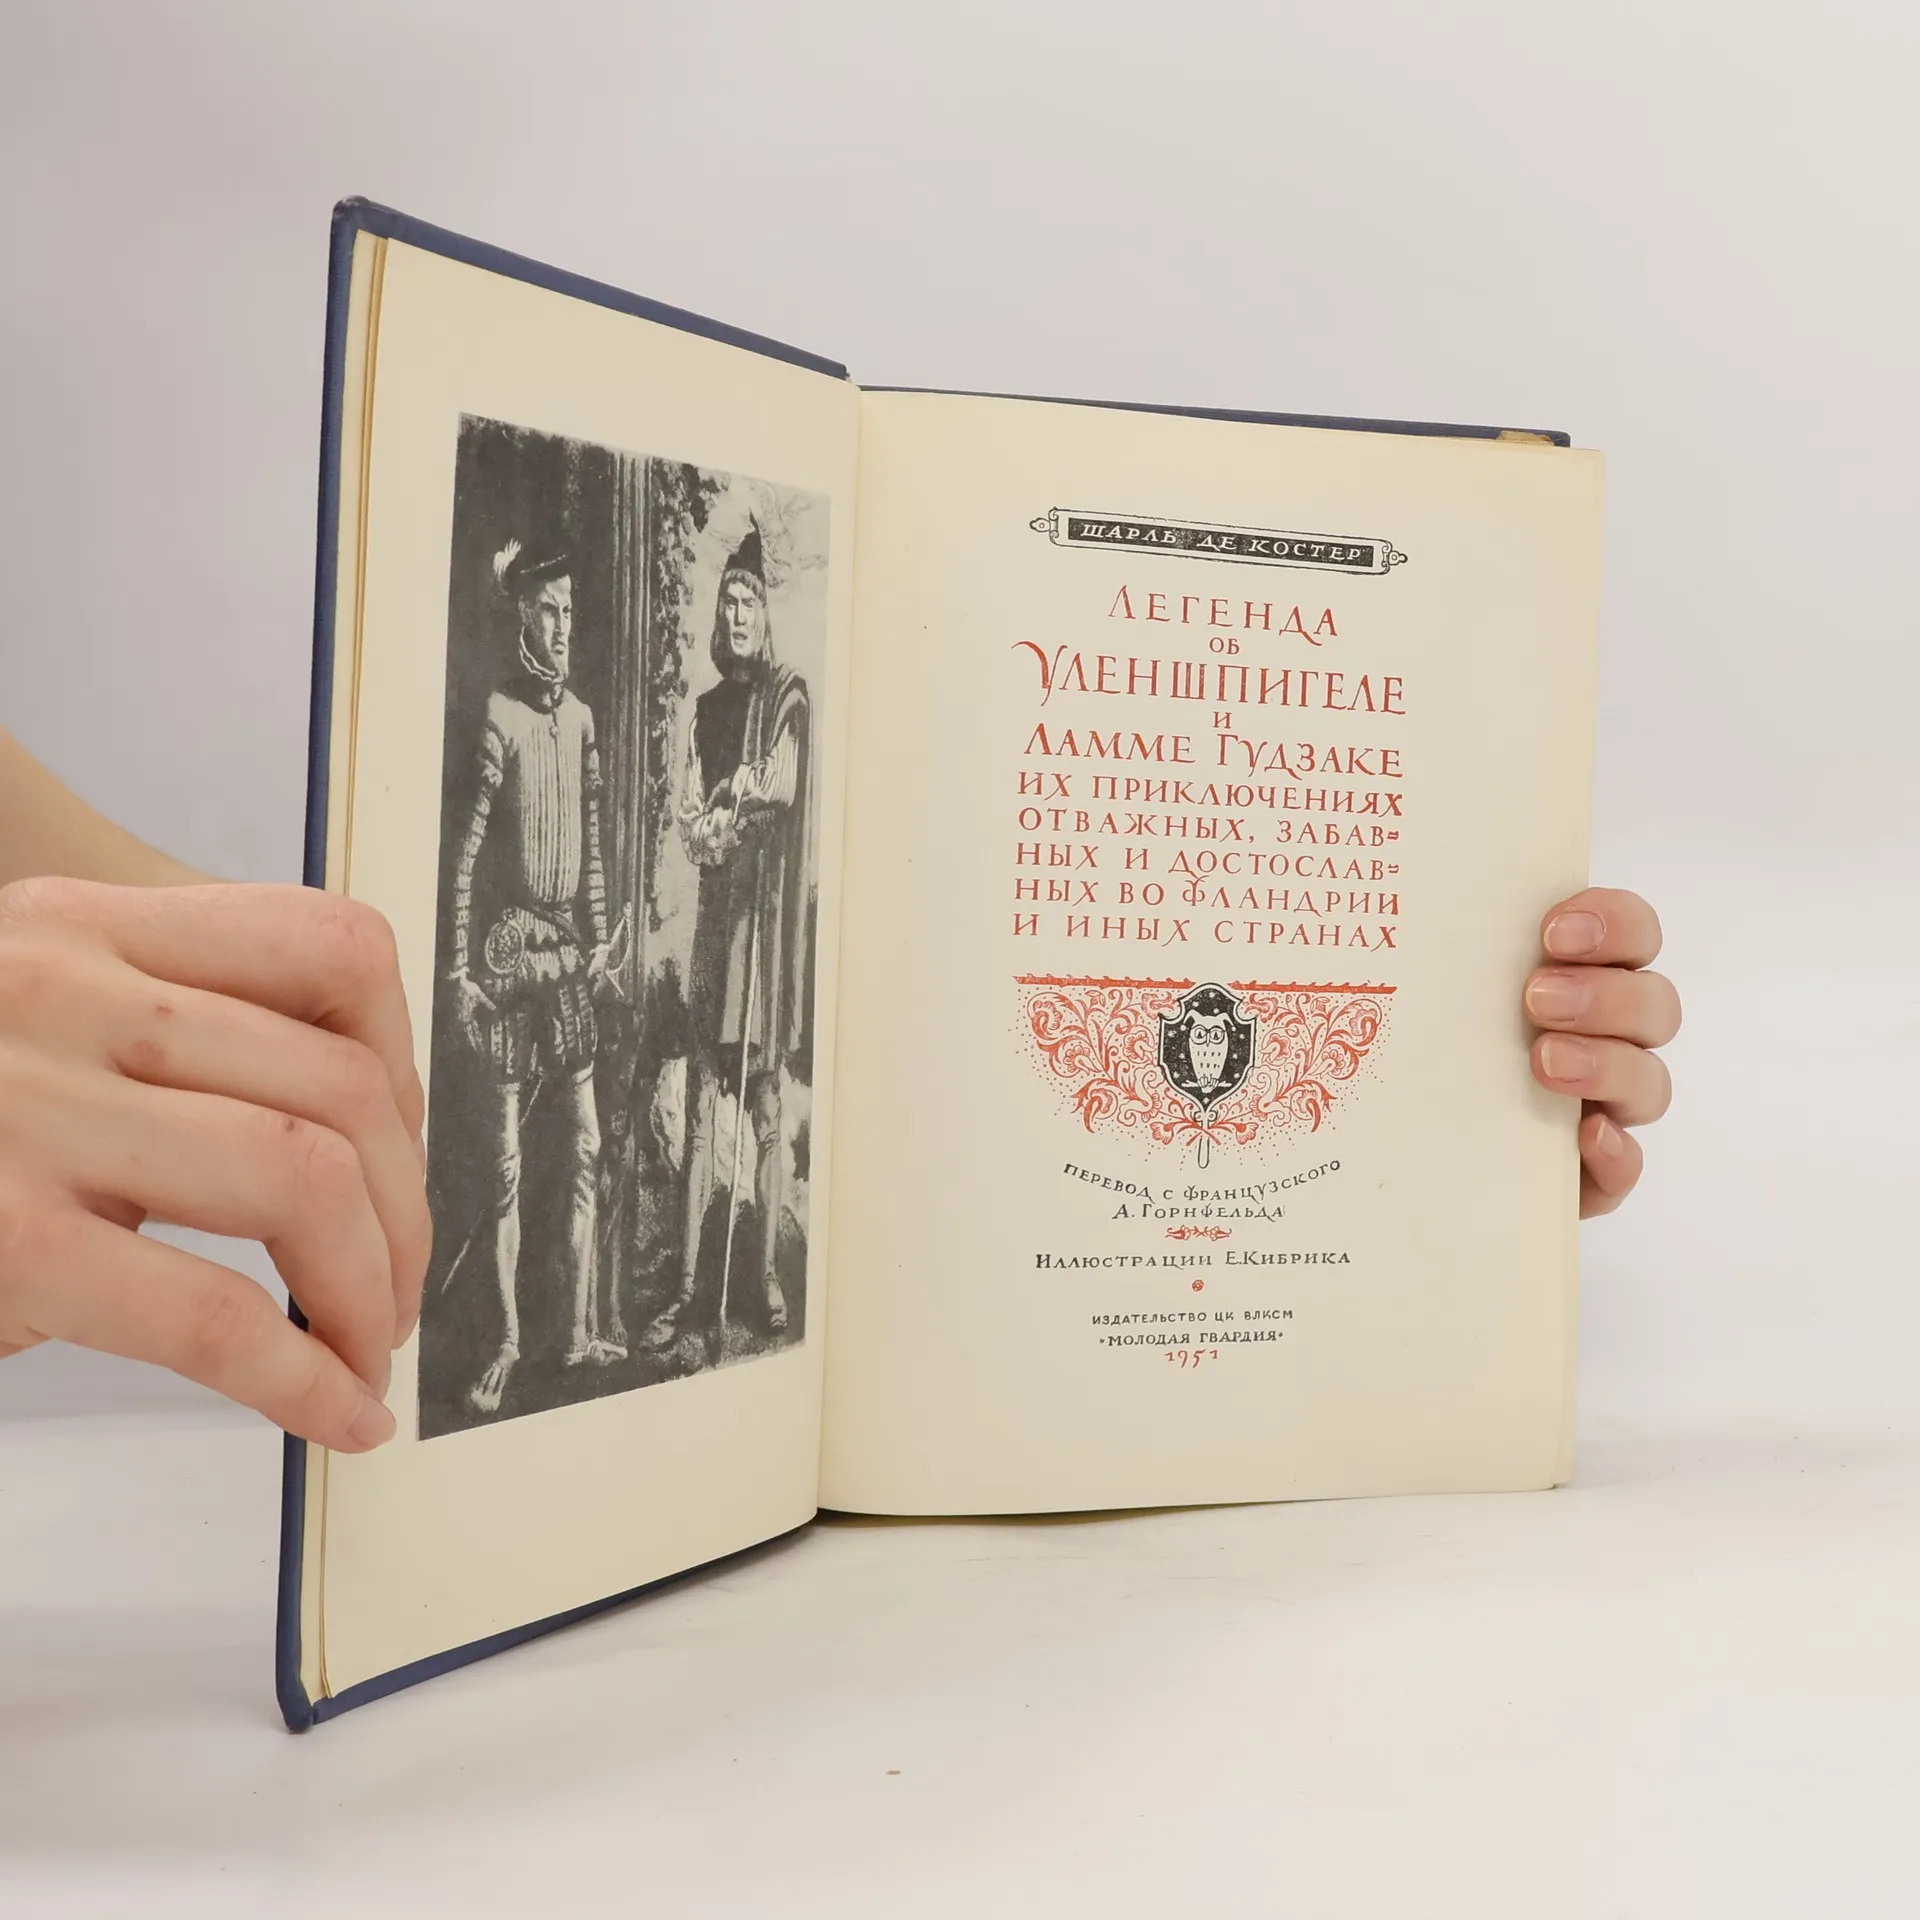 ШАРЛЬ ДЕ КОСТЕР
ЛЕГЕНДА
ОБ
УЛЕНШПИГЕЛЕ
И
ЛАММЕ ГУДЗАКЕ
ИХ ПРИКЛЮЧЕНИЯХ
ОТВАЖНЫХ, ЗАБАВ=
НЫХ И ДОСТОСЛАВ=
НЫХ ВО ФЛАНДРИИ
И ИНЫХ СТРАНАХ
ПЕРЕВОД С ФРАНЦУЗСКОГО
А. ГОРНФЕЛЬДА
ИЛЛЮСТРАЦИИ Е.КИБРИКА
ИЗДАТЕЛЬСТВО ЦК ВЛКСМ
«МОЛОДАЯ ГВАРДИЯ»
1951